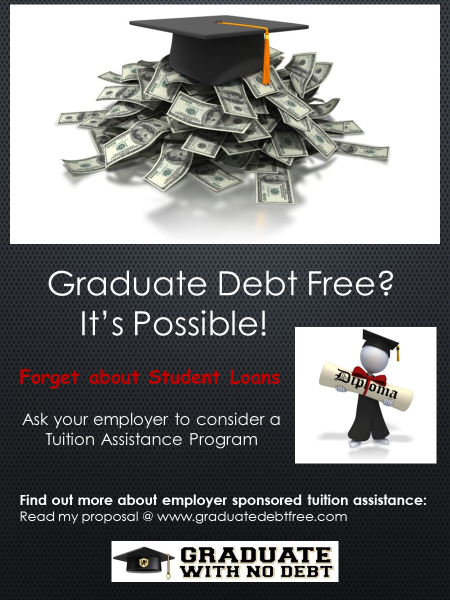 Graduate Debt Free?
It's Possible!
Forget about Student Loans
Diploma
Ask your employer to consider a
Tuition Assistance Program
Find out more about employer sponsored tuition assistance:
Read my proposal @ www.graduatedebtfree.com
GRADUATE
WITH NO DEBT